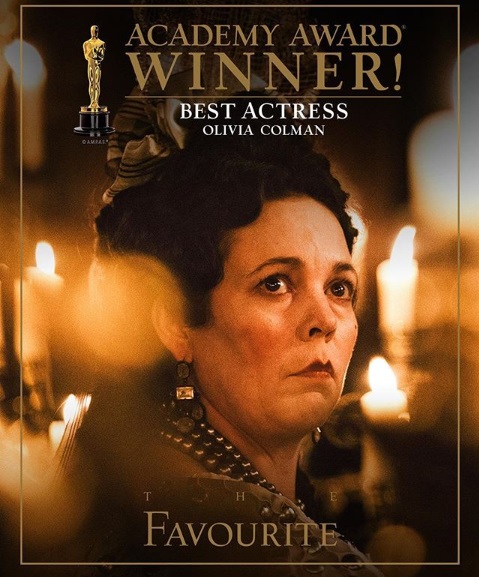 ACADEMY AWARD®
WINNER!
BEST ACTRESS
OLIVIA COLMAN
©A.M.P.A.S.®
THE
FAVOURITE